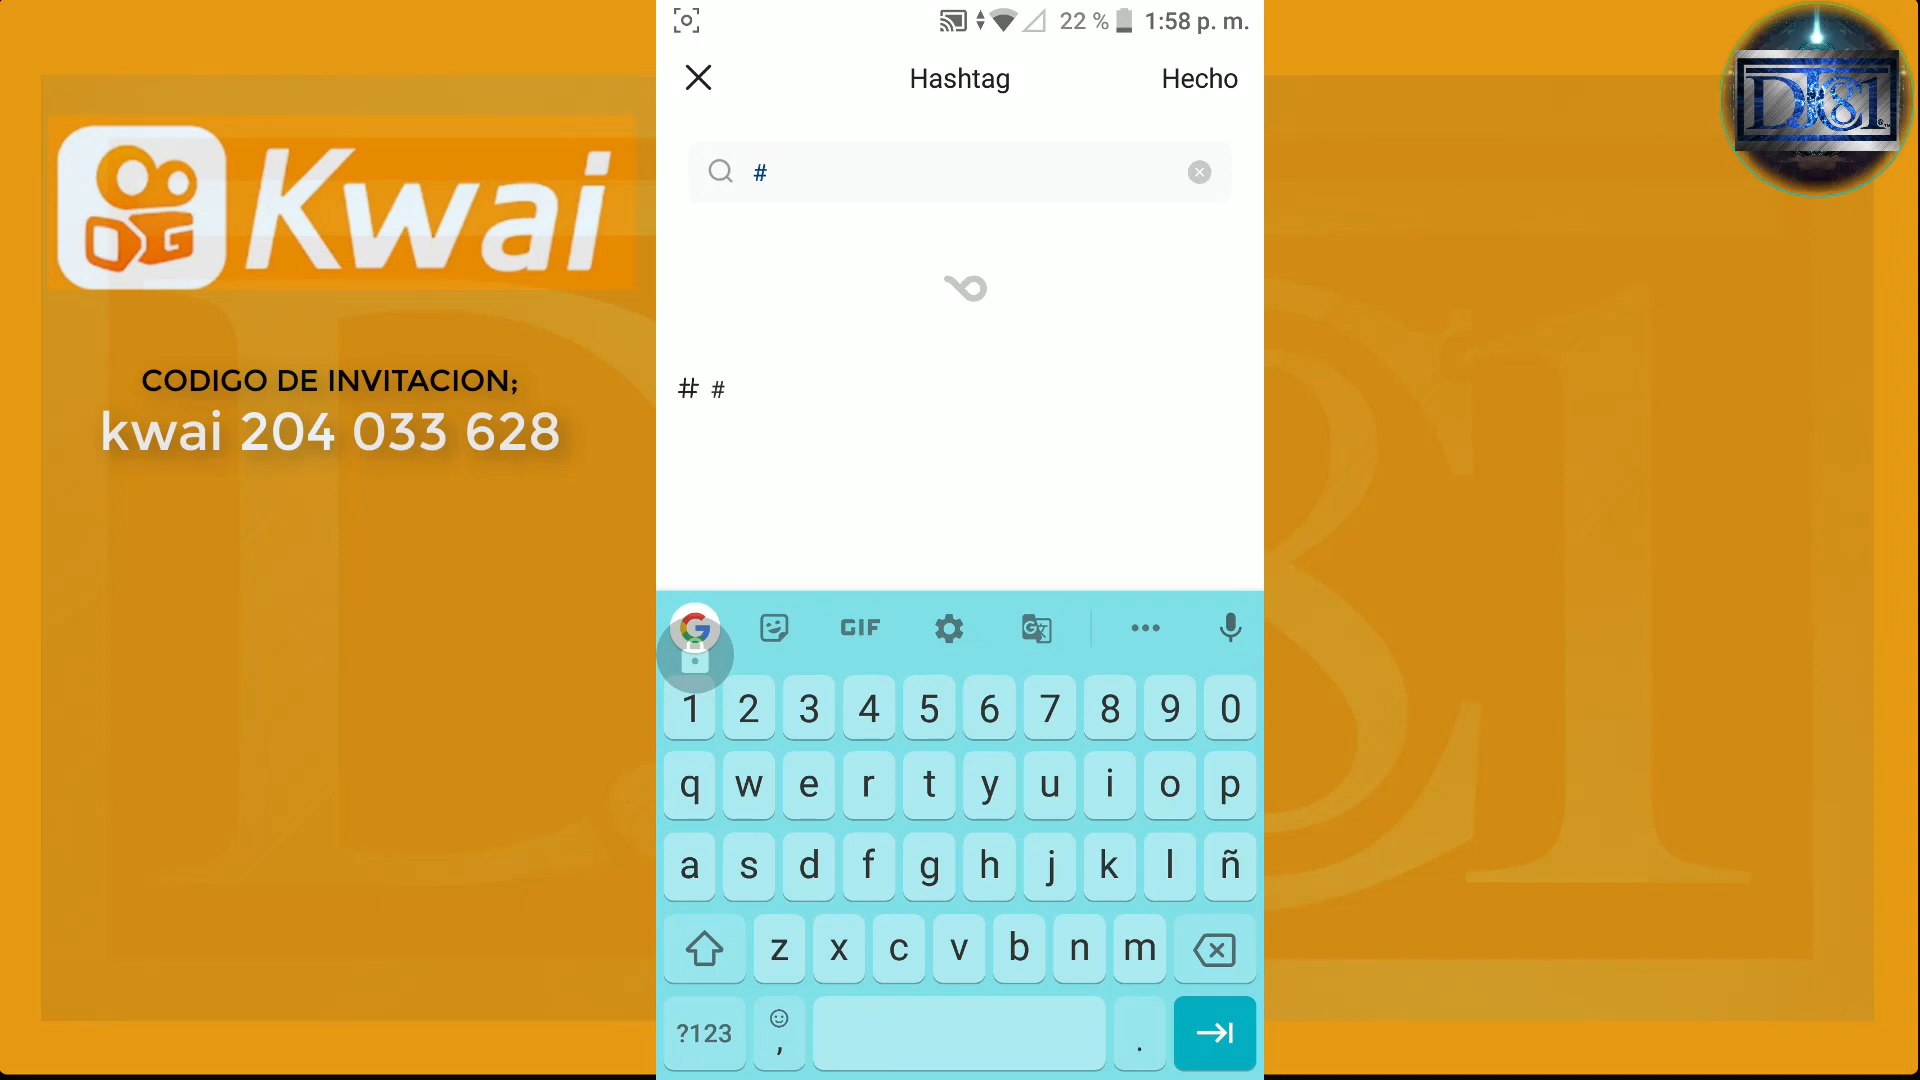 22 % 1:58 p. m.
Hashtag Hecho
#
# #
Kwai
CODIGO DE INVITACION;
kwai 204 033 628
DJ81
GIF
1 2 3 4 5 6 7 8 9 0
q w e r t y u i o p
a s d f g h j k l ñ
z x c v b n m
?123 , .